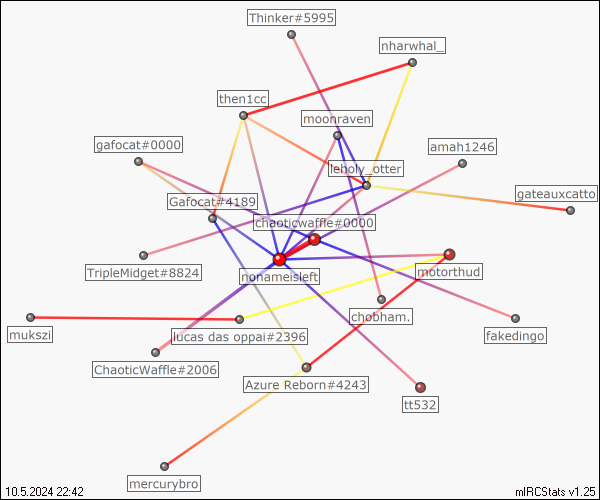 Thinker#5995
nharwhal_
then1cc
moonraven
gafocat#0000
amah1246
leholy_otter
gateauxcatto
Gafocat#4189
chaoticwaffle#0000
TripleMidget#8824
nonameisleft
motorthud
chobham.
mukszi
lucas das oppai#2396
fakedingo
ChaoticWaffle#2006
Azure Reborn#4243
tt532
mercurybro
10.5.2024 22:42
mIRCStats v1.25